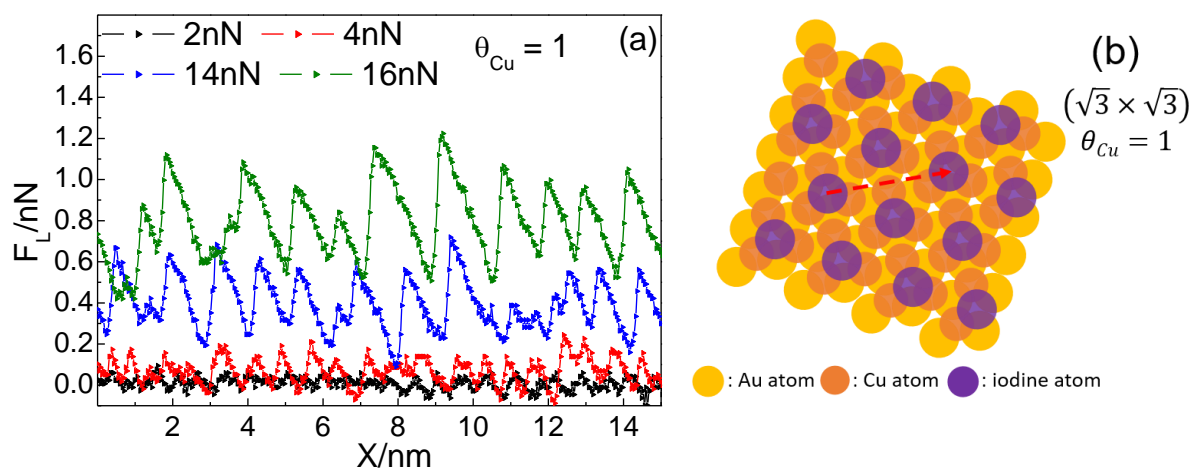 2nN 4nN
14nN 16nN
θCu = 1
(a)
FL/nN
1.6
1.4
1.2
1.0
0.8
0.6
0.4
0.2
0.0
2 4 6 8 10 12 14
X/nm
(b)
(√3 × √3)
θCu = 1
: Au atom : Cu atom : iodine atom